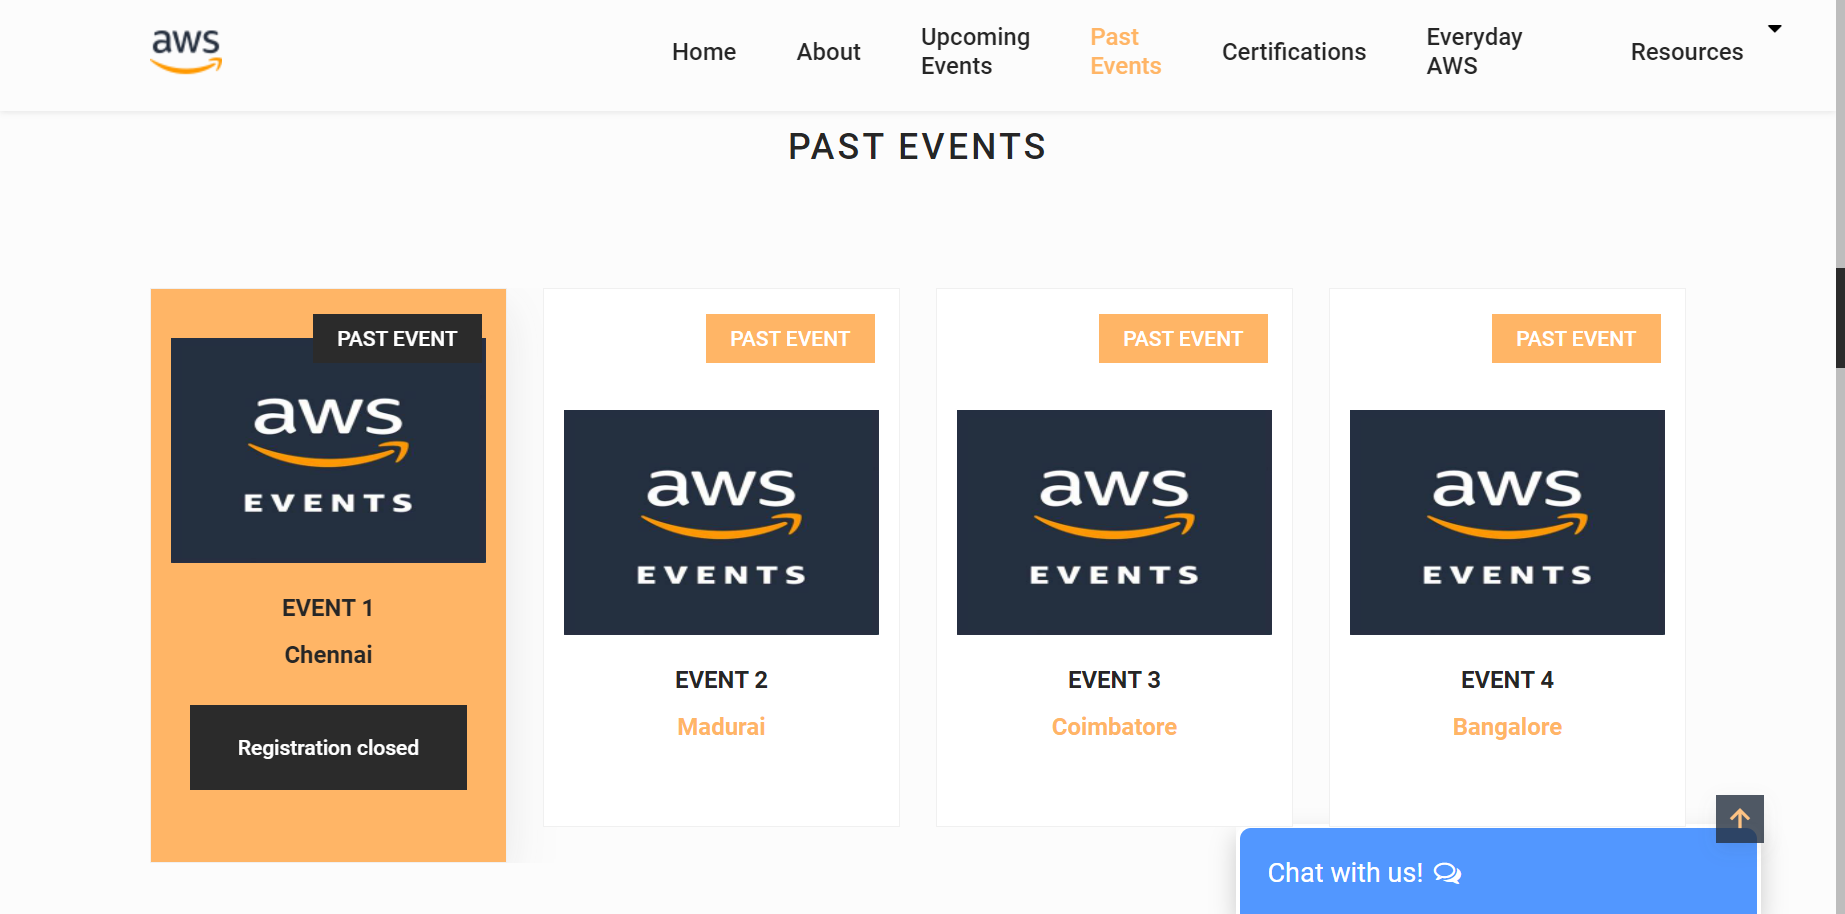 aws
Home
About
Upcoming
Events
Past
Events
Certifications
Everyday
AWS
Resources
PAST EVENTS
PAST EVENT
aws
EVENTS
EVENT 1
Chennai
Registration closed
PAST EVENT
aws
EVENTS
EVENT 2
Madurai
PAST EVENT
aws
EVENTS
EVENT 3
Coimbatore
PAST EVENT
aws
EVENTS
EVENT 4
Bangalore
Chat with us!